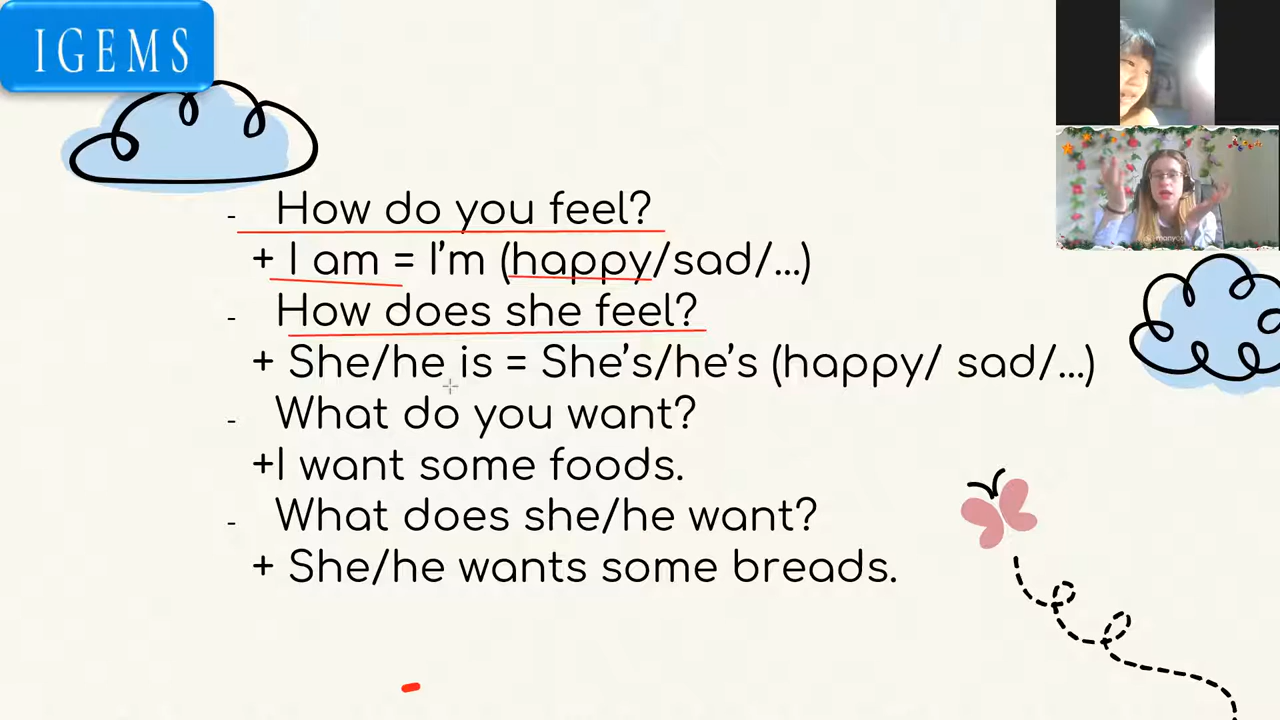 IGEMS
- How do you feel?
+ I am = I'm (happy/sad/...)
- How does she feel?
+ She/he is = She's/he's (happy/ sad/...)
- What do you want?
+I want some foods.
- What does she/he want?
+ She/he wants some breads.